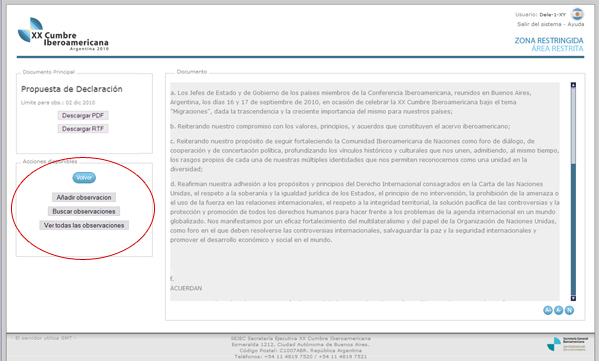 XX Cumbre
Iberoamericana
Argentina 2010
Usuario: Dele-1-XY
Salir del sistema - Ayuda
ZONA RESTRINGIDA
ÁREA RESTRITA
Documento Principal
Propuesta de Declaración
Límite para obs.: 02 dic 2010
Descargar PDF
Descargar RTF
Acciones disponibles
Volver
Añadir observacion
Buscar observaciones
Ver todas las observaciones
Documento
a. Los Jefes de Estado y de Gobierno de los países miembros de la Conferencia Iberoamericana, reunidos en Buenos Aires,
Argentina, los días 16 y 17 de septiembre de 2010, en ocasión de celebrar la XX Cumbre Iberoamericana bajo el tema
"Migraciones", dada la trascendencia y la creciente importancia del mismo para nuestros países;
b. Reiterando nuestro compromiso con los valores, principios, y acuerdos que constituyen el acervo iberoamericano;
c. Reiterando nuestro propósito de seguir fortaleciendo la Comunidad Iberoamericana de Naciones como foro de diálogo, de
cooperación y de concertación política, profundizando los vínculos históricos y culturales que nos unen, admitiendo, al mismo tiempo,
los rasgos propios de cada una de nuestras múltiples identidades que nos permiten reconocernos como una unidad en la
diversidad;
d. Reafirman nuestra adhesión a los propósitos y principios del Derecho Internacional consagrados en la Carta de las Naciones
Unidas, el respeto a la soberanía y la igualdad jurídica de los Estados, el principio de no intervención, la prohibición de la amenaza o
el uso de la fuerza en las relaciones internacionales, el respeto a la integridad territorial, la solución pacífica de las controversias y la
protección y promoción de todos los derechos humanos para hacer frente a los problemas de la agenda internacional en un mundo
globalizado. Nos manifestamos por un eficaz fortalecimiento del multilateralismo y del papel de la Organización de Naciones Unidas,
como foro en el que deben resolverse las controversias internacionales, salvaguardar la paz y la seguridad internacionales y
promover el desarrollo económico y social en el mundo.
f.
ACUERDAN
A+ A- N
- El servidor utiliza GMT -
SEJEC Secretaría Ejecutiva XX Cumbre Iberoamericana
Esmeralda 1212, Ciudad Autónoma de Buenos Aires.
Código Postal: C1007ABR. República Argentina
Teléfonos: +54 11 4819 7520 / +54 11 4819 7521
Secretaría General
Iberoamericana